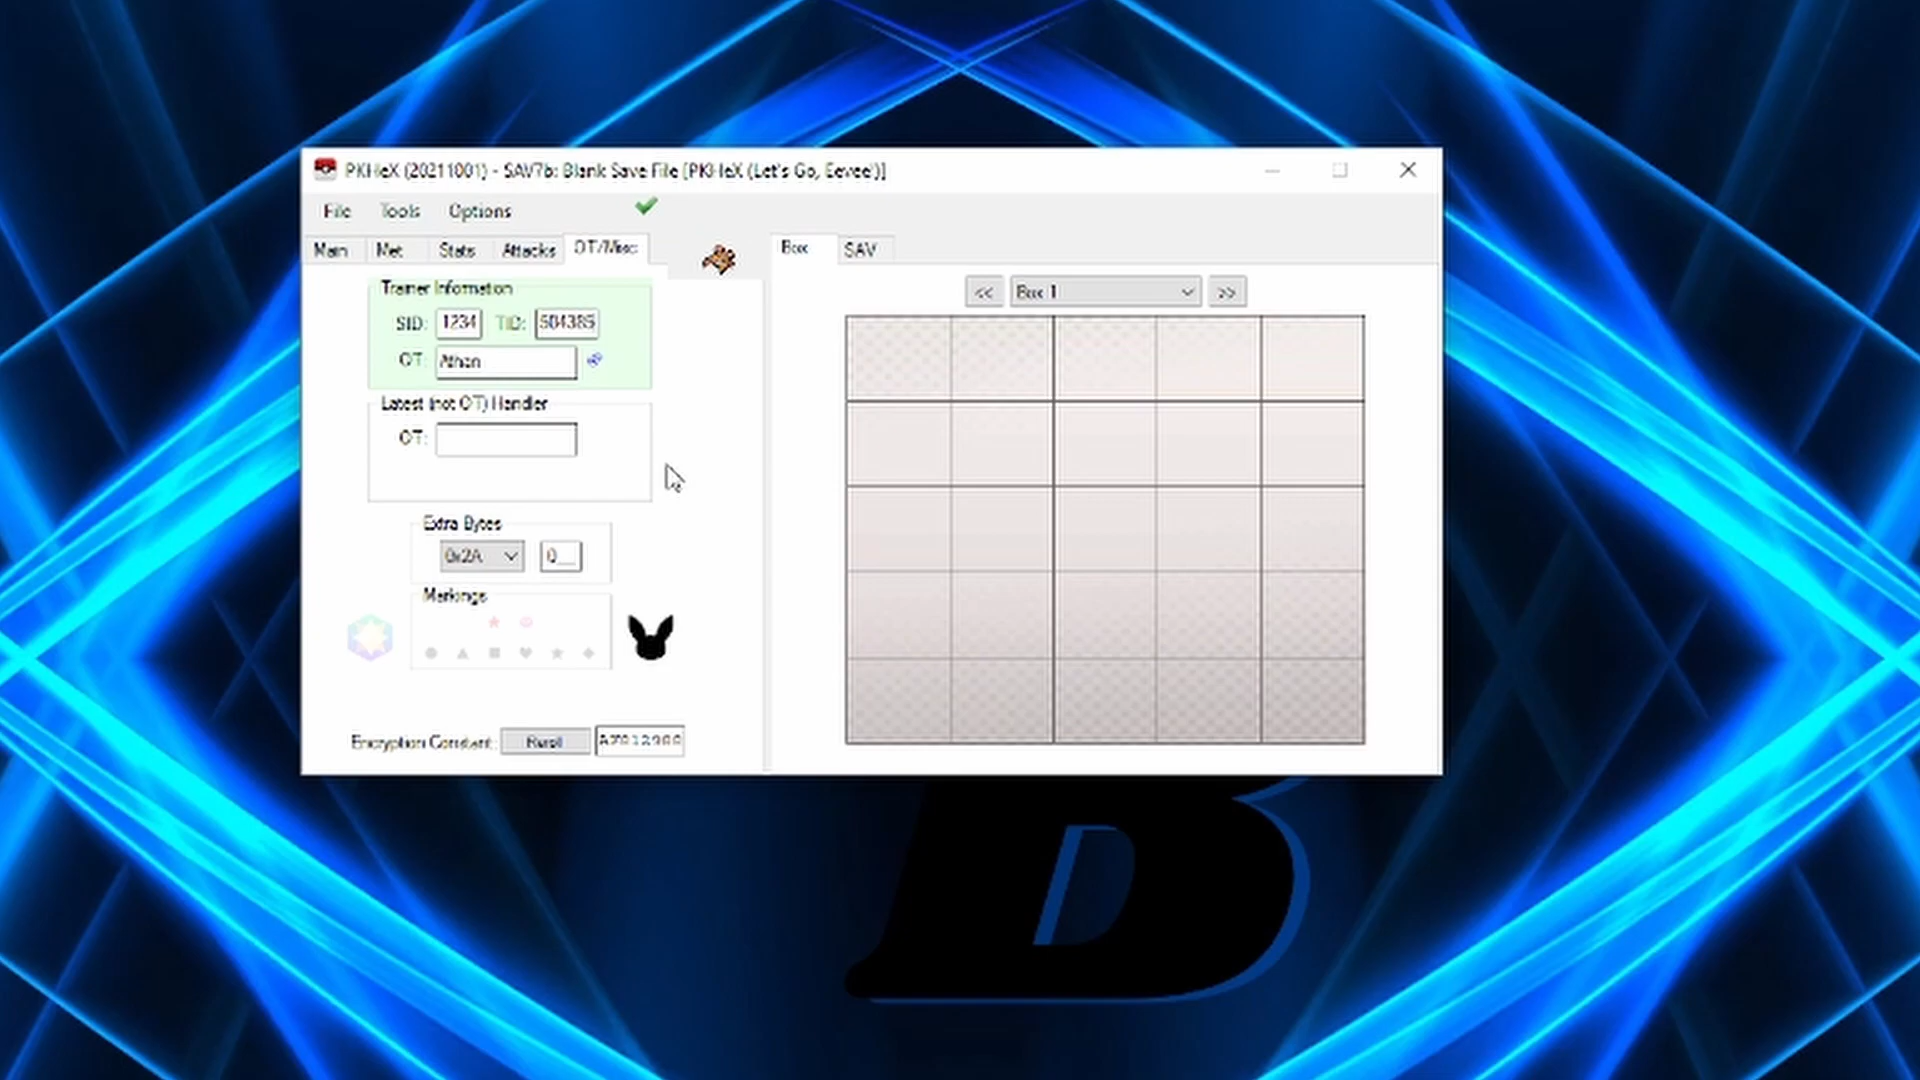 PKHeX (20211001) - SAV7b: Blank Save File [PKHeX (Let's Go, Eevee!)]
File Tools Options
Main Met Stats Attacks OT/Misc Box SAV
Trainer Information
SID: 1234 TID: 504385
OT: Athan
Latest (not OT) Handler
OT:
Extra Bytes
0x2A 0
Markings
Encryption Constant: Reroll
<< Box 1 >>
B